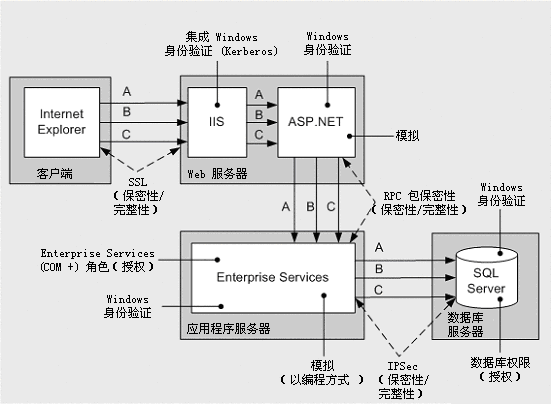 集成 Windows
身份验证 (Kerberos)
Windows
身份验证
Internet
Explorer
A
B
C
IIS
A
B
C
ASP.NET
模拟
客户端
SSL
(保密性/
完整性)
Web 服务器
A
B
C
RPC 包保密性
(保密性/完整性)
Windows
身份验证
Enterprise Services
(COM +) 角色(授权)
Enterprise Services
A
B
C
SQL
Server
Windows
身份验证
应用程序服务器
数据库
服务器
模拟
(以编程方式 )
IPSec
(保密性/
完整性)
数据库权限
(授权)